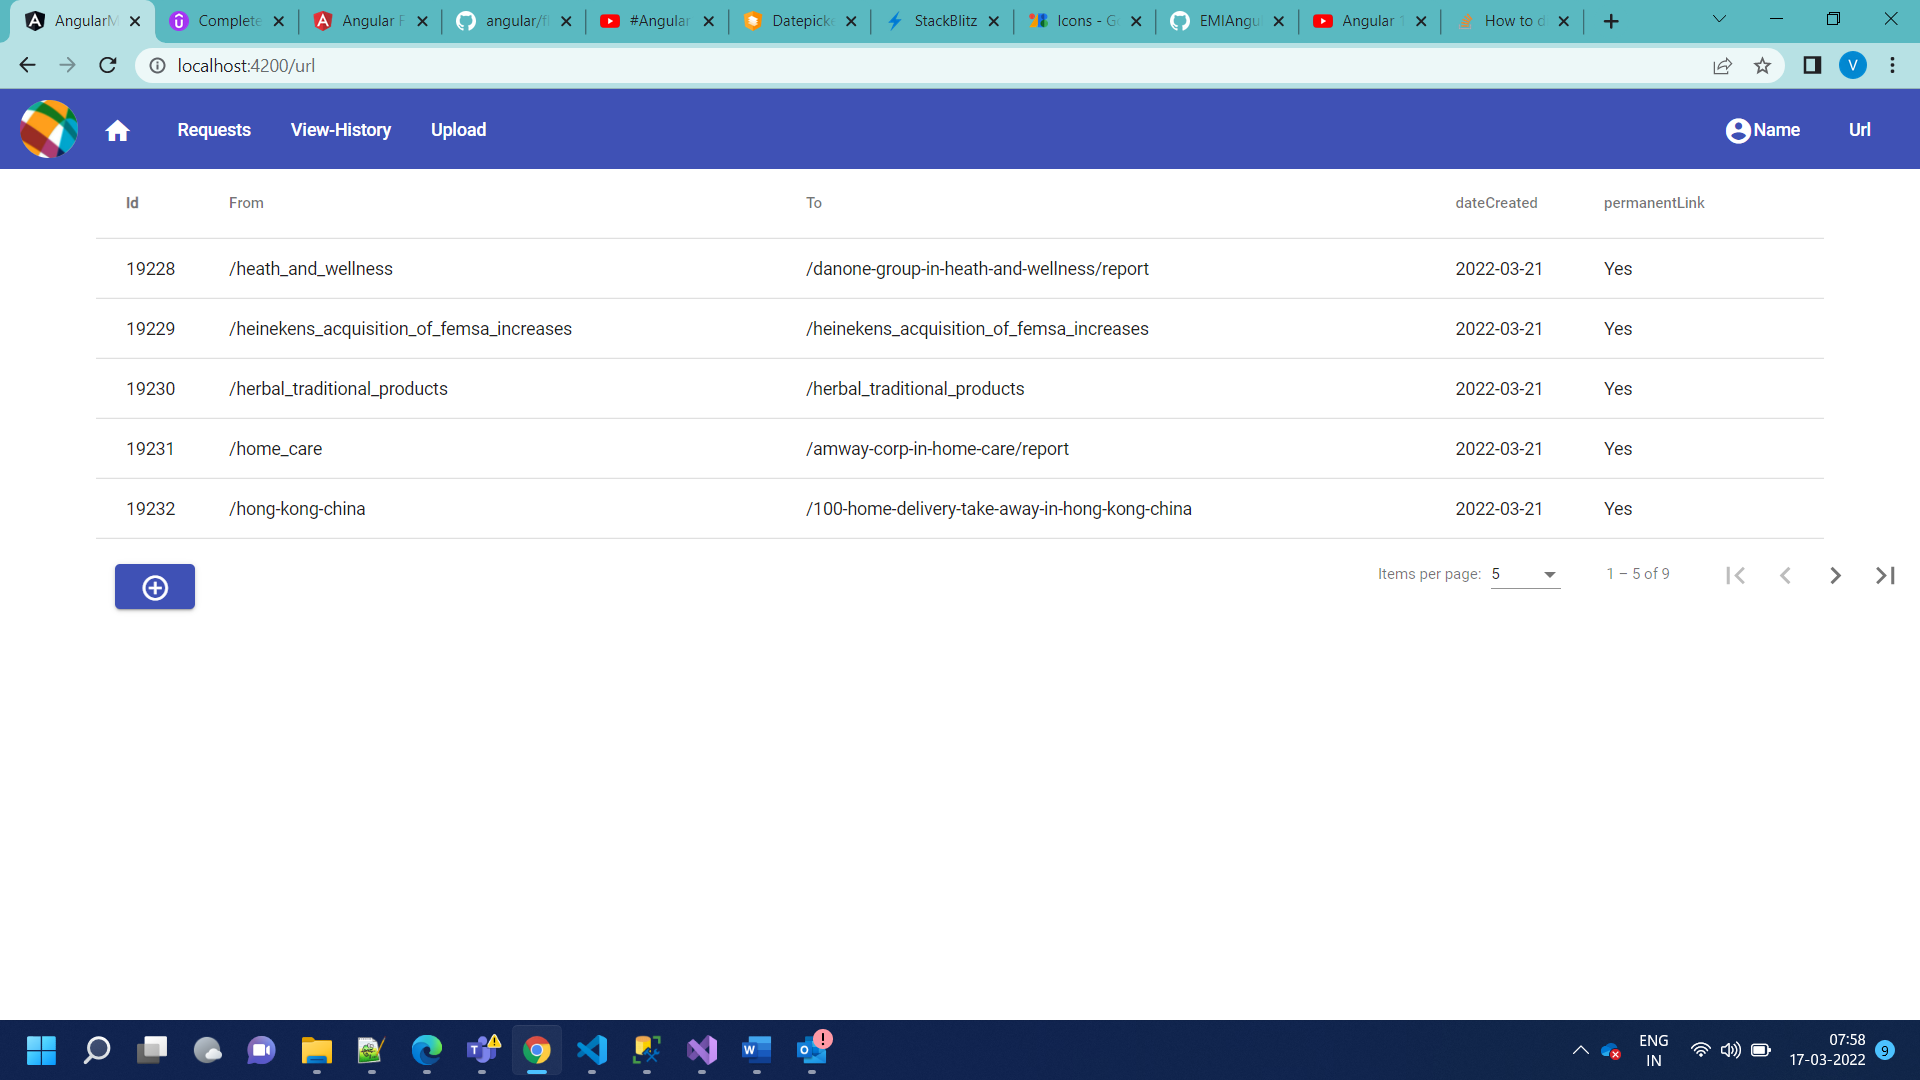 AngularM
Complete
Angular F
angular/fl
#Angular
Datepicke
StackBlitz
Icons - Go
EMIAngu
Angular 1
How to d
localhost:4200/url
V
Requests
View-History
Upload
Name
Url
Id From To dateCreated permanentLink
19228 /heath_and_wellness /danone-group-in-heath-and-wellness/report 2022-03-21 Yes
19229 /heinekens_acquisition_of_femsa_increases /heinekens_acquisition_of_femsa_increases 2022-03-21 Yes
19230 /herbal_traditional_products /herbal_traditional_products 2022-03-21 Yes
19231 /home_care /amway-corp-in-home-care/report 2022-03-21 Yes
19232 /hong-kong-china /100-home-delivery-take-away-in-hong-kong-china 2022-03-21 Yes
Items per page: 5 1 – 5 of 9
ENG
IN
07:58
17-03-2022
9